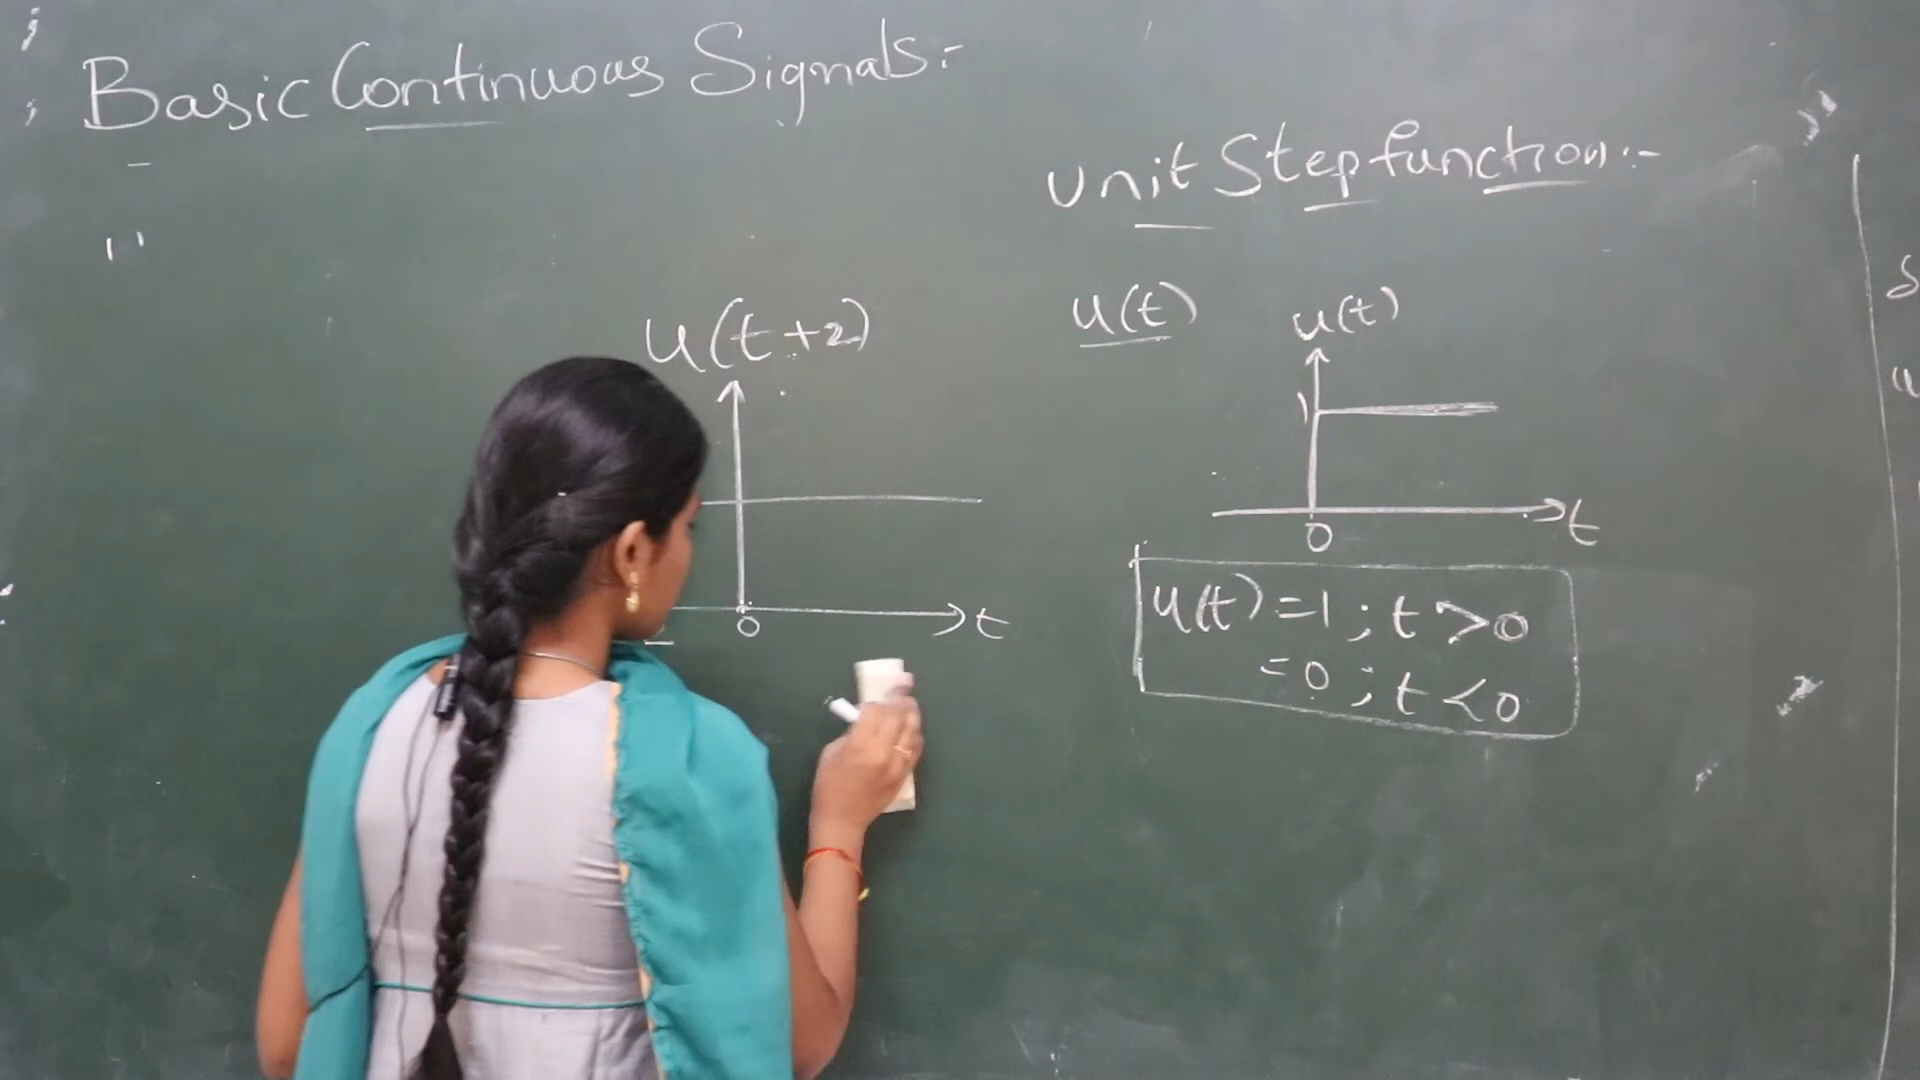 Basic Continuous Signals:-
Unit Step function:-
u(t+2)
0
t
u(t)
u(t)
1
0
t
u(t) = 1 ; t > 0
= 0 ; t < 0